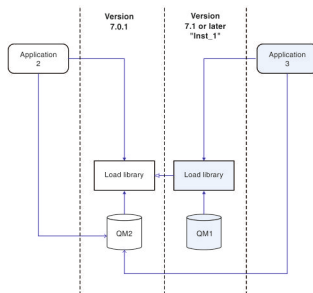 Version
7.0.1
Version
7.1 or later
"Inst_1"
Application
2
Application
3
Load library
Load library
QM2
QM1